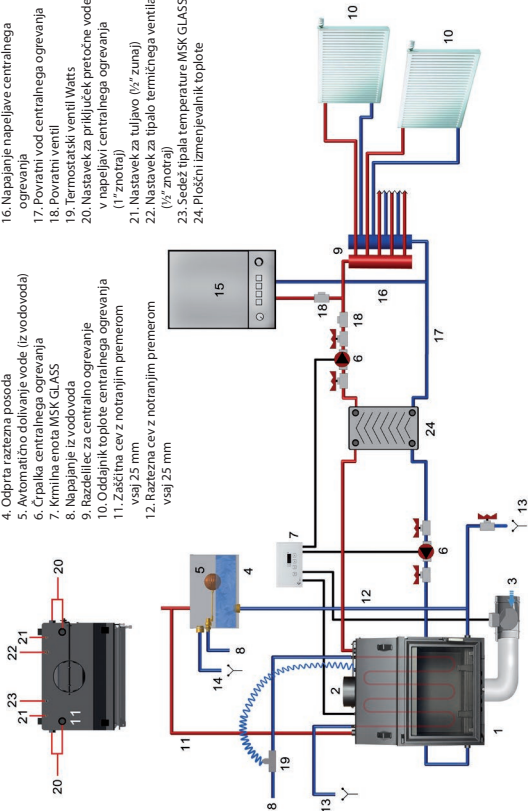 4. Odprta raztezna posoda
5. Avtomatično dolivanje vode (iz vodovoda)
6. Črpalka centralnega ogrevanja
7. Krmilna enota MSK GLASS
8. Napajanje iz vodovoda
9. Razdelilec za centralno ogrevanje
10. Oddajnik toplote centralnega ogrevanja
11. Zaščitna cev z notranjim premerom
vsaj 25 mm
12. Raztezna cev z notranjim premerom
vsaj 25 mm
16. Napajanje napeljave centralnega
ogrevanja
17. Povratni vod centralnega ogrevanja
18. Povratni ventil
19. Termostatski ventil Watts
20. Nastavek za priključek pretočne vode
v napeljavi centralnega ogrevanja
(1” znotraj)
21. Nastavek za tuljavo (½” zunaj)
22. Nastavek za tipalo termičnega ventila
(½” znotraj)
23. Sedež tipala temperature MSK GLASS
24. Ploščni izmenjevalnik toplote
20
21
23
11
22
21
20
11
14
8
5
4
8
19
13
2
1
3
12
7
6
13
24
6
18
18
15
17
16
9
10
10